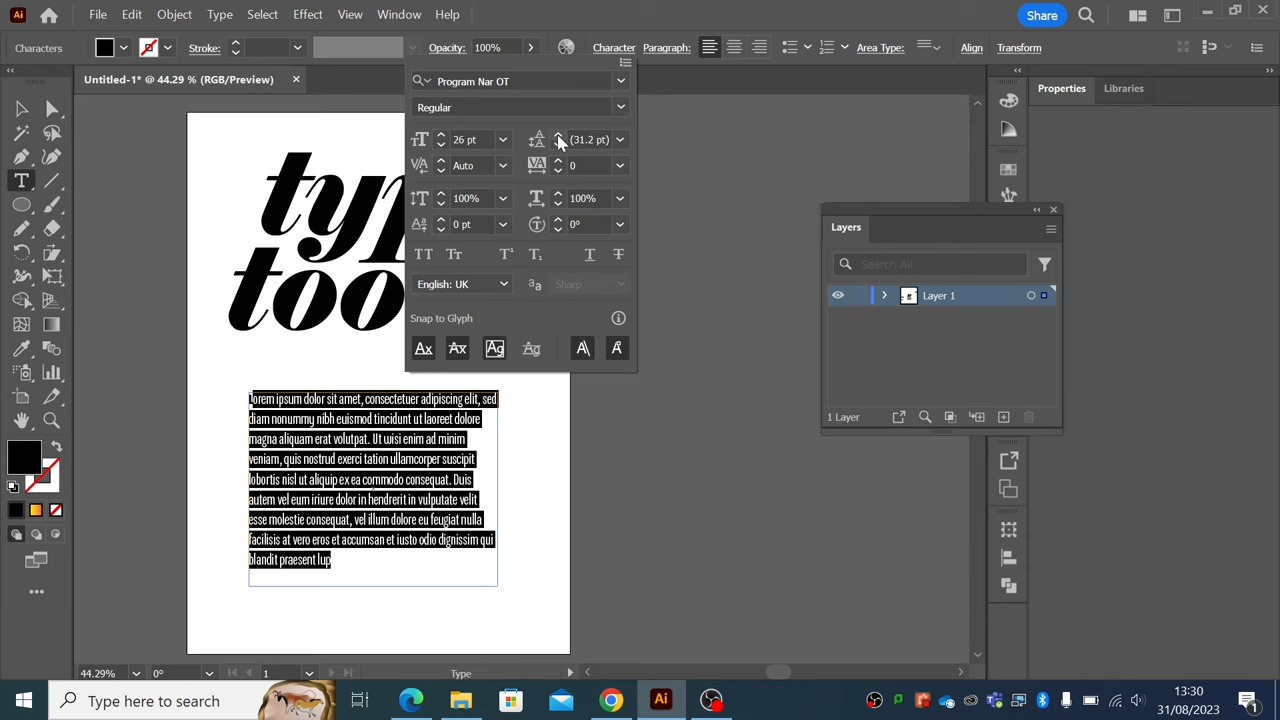 Ai File Edit Object Type Select Effect View Window Help Share
Characters Stroke: Opacity: 100% Character Paragraph: Area Type: Align Transform
Untitled-1* @ 44.29 % (RGB/Preview)
Properties Libraries
Program Nar OT
Regular
26 pt (31.2 pt)
Auto 0
100% 100%
0 pt 0°
English: UK Sharp
Snap to Glyph
Layers
Search All
Layer 1
1 Layer
typ
too
lorem ipsum dolor sit amet, consectetuer adipiscing elit, sed
diam nonummy nibh euismod tincidunt ut laoreet dolore
magna aliquam erat volutpat. Ut wisi enim ad minim
veniam, quis nostrud exerci tation ullamcorper suscipit
lobortis nisl ut aliquip ex ea commodo consequat. Duis
autem vel eum iriure dolor in hendrerit in vulputate velit
esse molestie consequat, vel illum dolore eu feugiat nulla
facilisis at vero eros et accumsan et iusto odio dignissim qui
blandit praesent lup
44.29% 0° 1 Type
Type here to search
13:30
31/08/2023
1